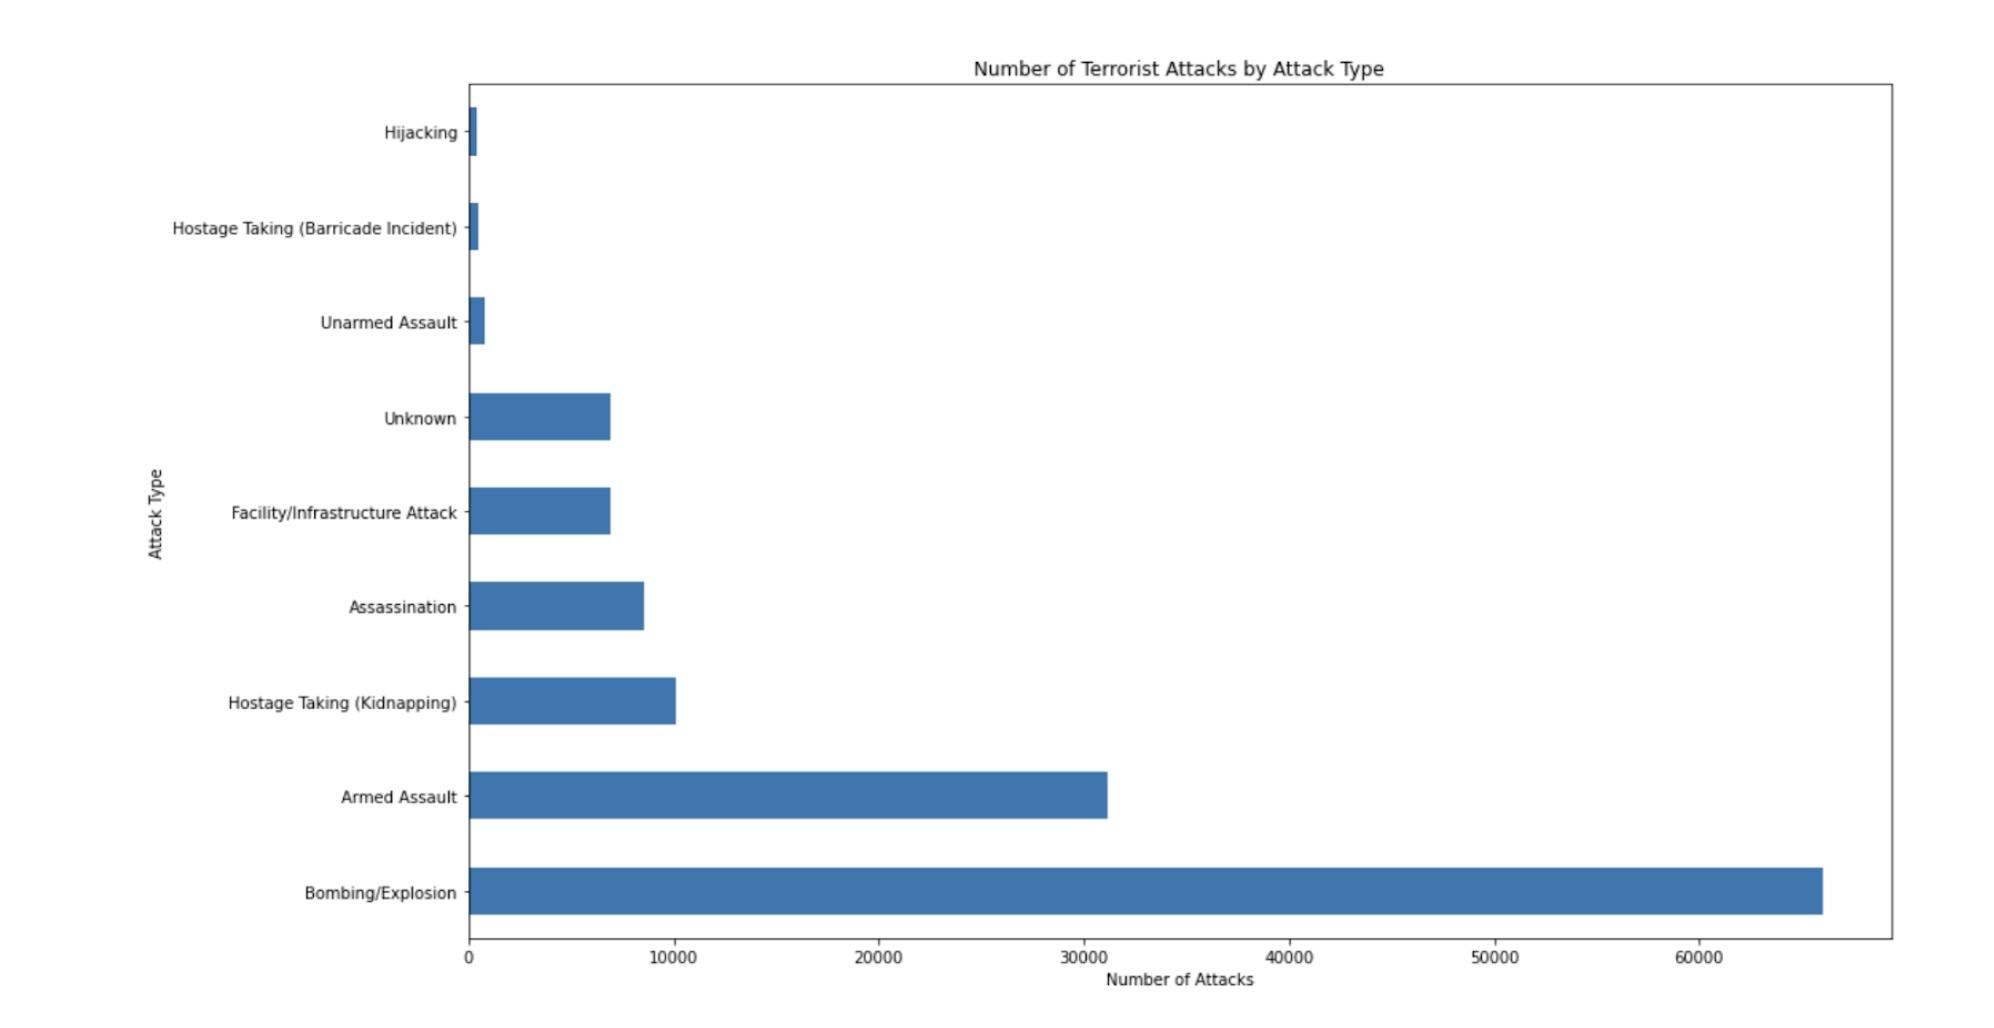 Number of Terrorist Attacks by Attack Type
Hijacking
Hostage Taking (Barricade Incident)
Unarmed Assault
Unknown
Facility/Infrastructure Attack
Assassination
Hostage Taking (Kidnapping)
Armed Assault
Bombing/Explosion
Attack Type
0 10000 20000 30000 40000 50000 60000
Number of Attacks